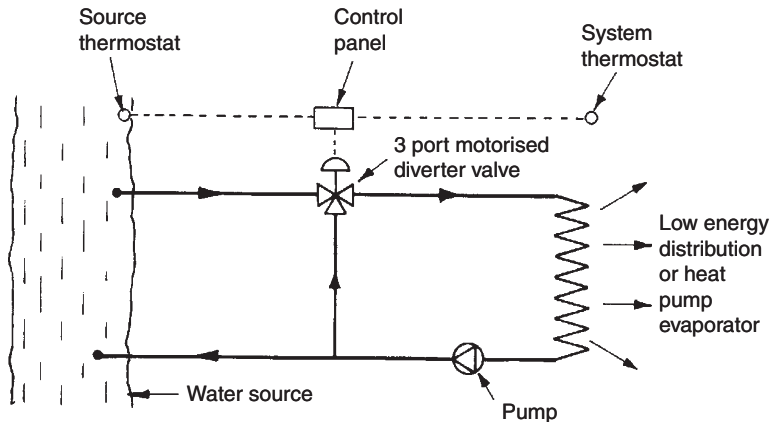 Source
thermostat
Control
panel
System
thermostat
3 port motorised
diverter valve
Low energy
distribution
or heat
pump
evaporator
Water source
Pump